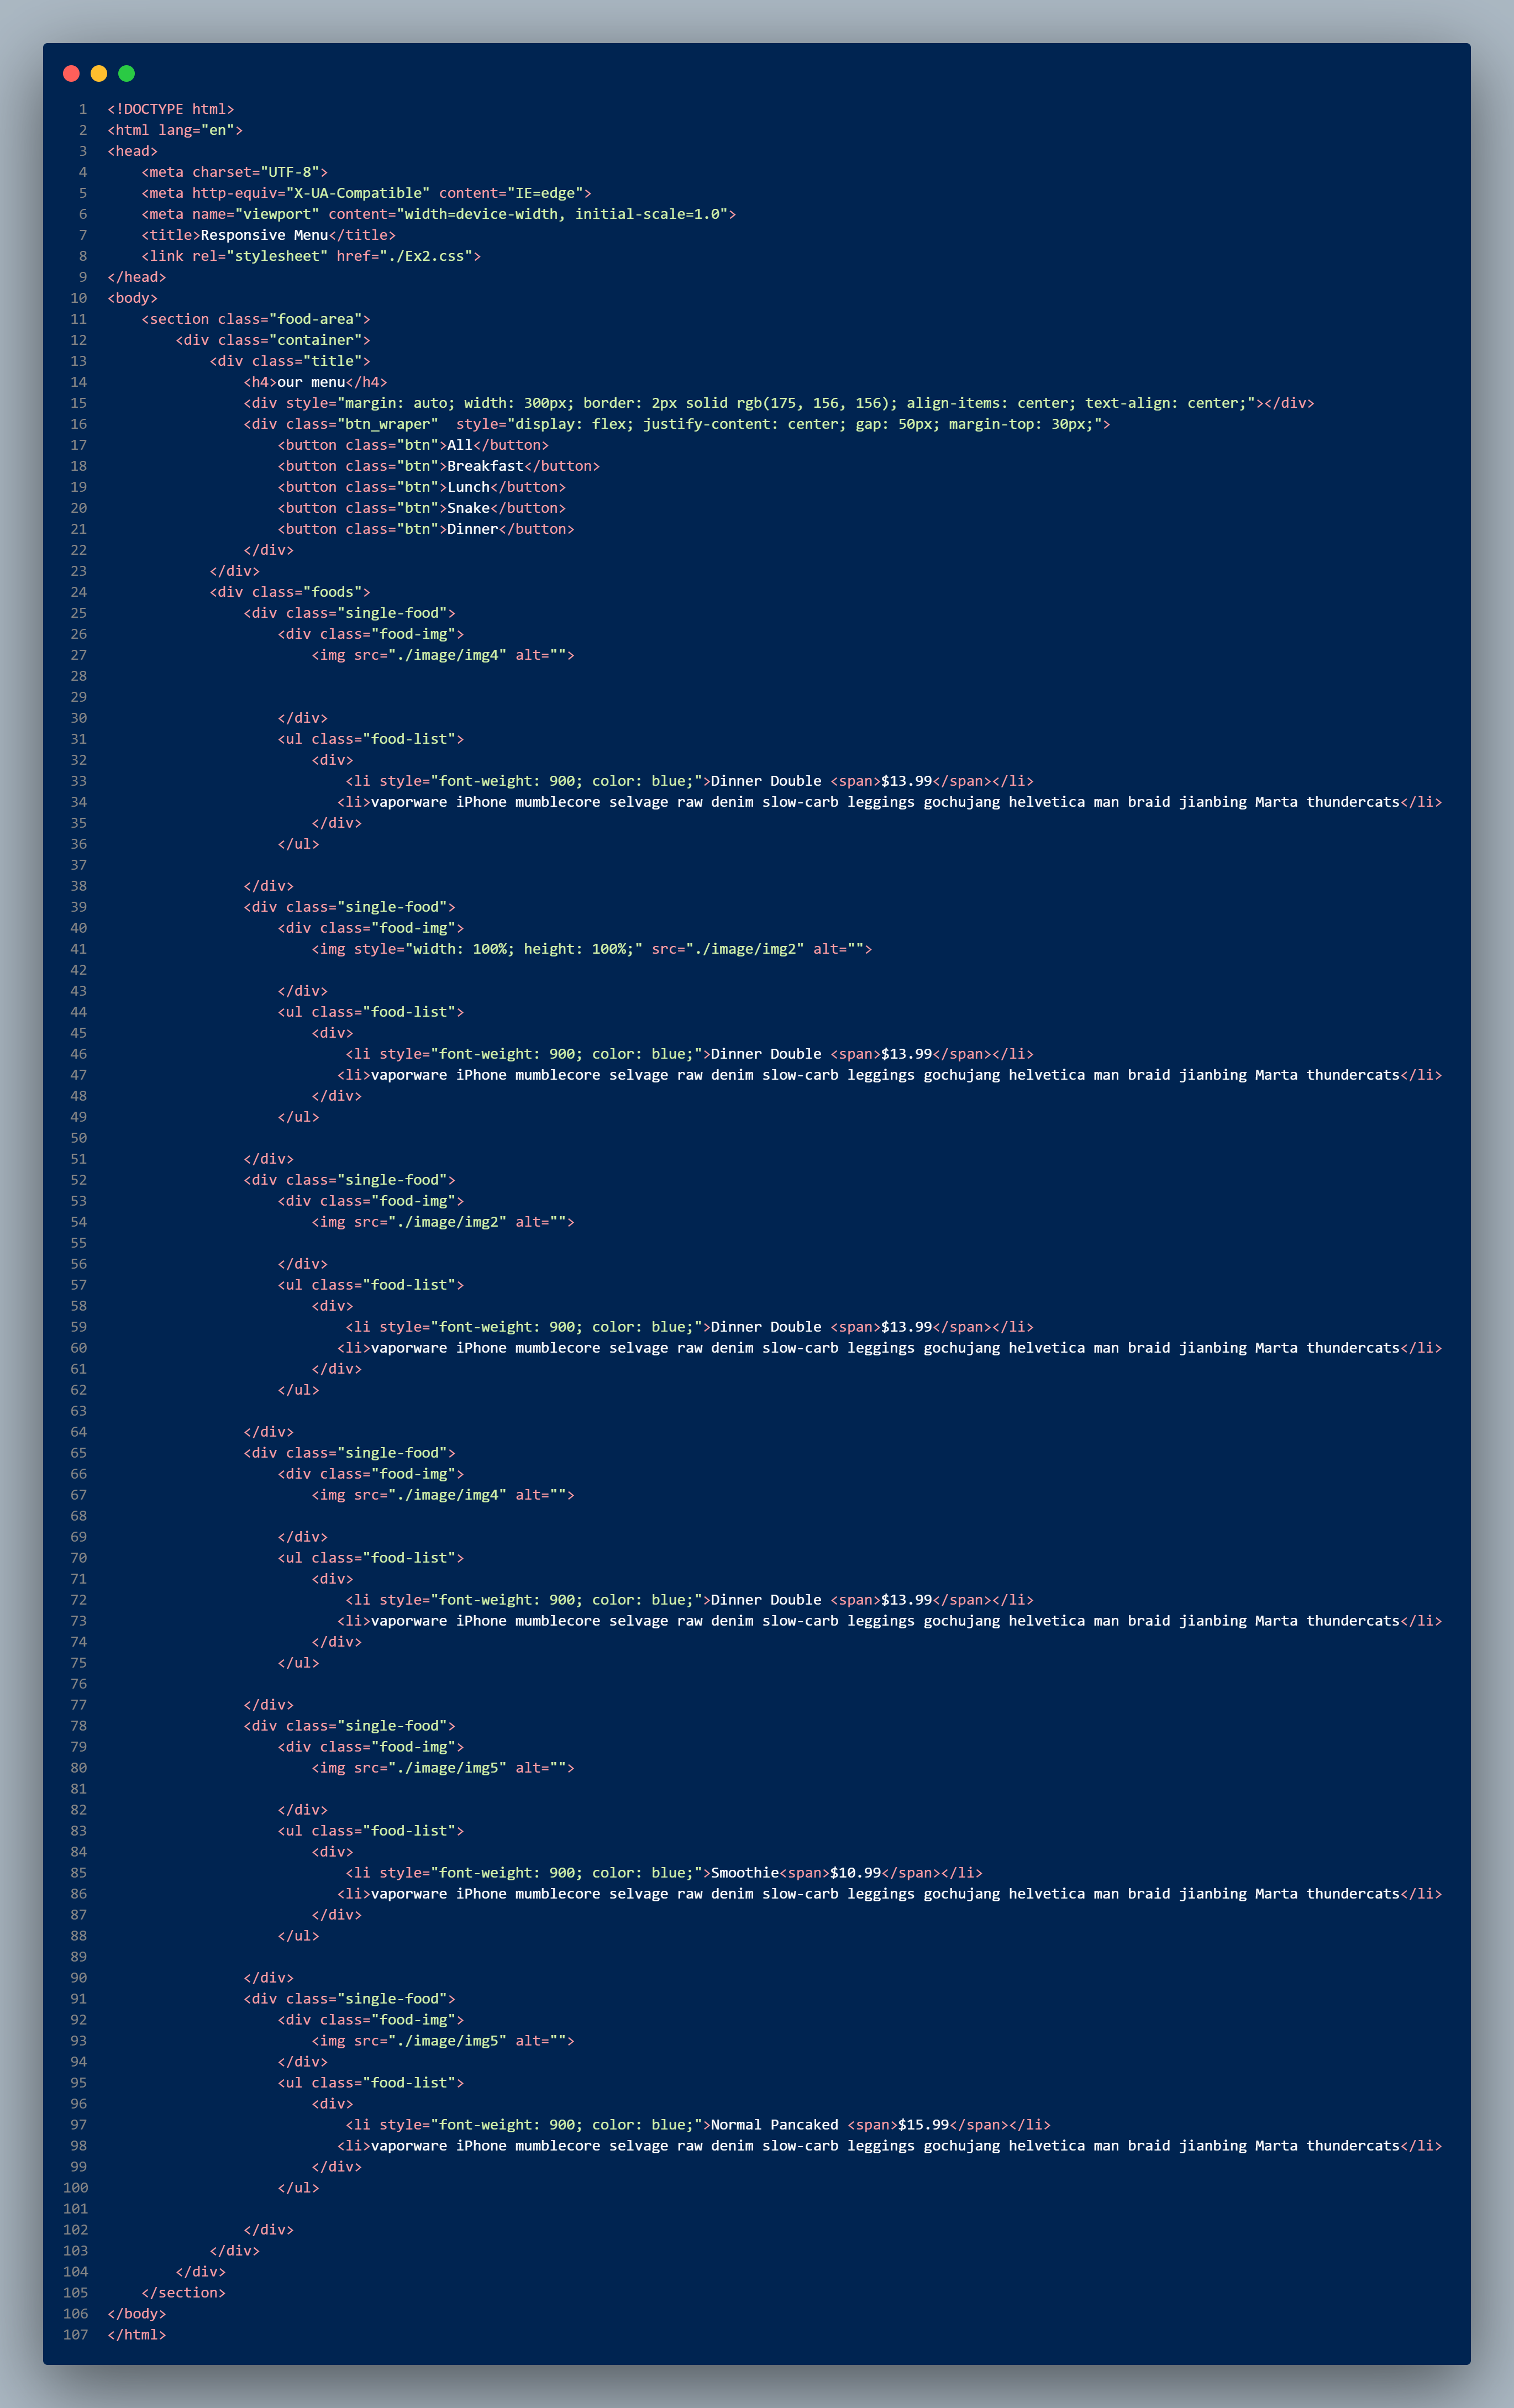 1 <!DOCTYPE html>
2 <html lang="en">
3 <head>
4     <meta charset="UTF-8">
5     <meta http-equiv="X-UA-Compatible" content="IE=edge">
6     <meta name="viewport" content="width=device-width, initial-scale=1.0">
7     <title>Responsive Menu</title>
8     <link rel="stylesheet" href="./Ex2.css">
9 </head>
10 <body>
11     <section class="food-area">
12         <div class="container">
13             <div class="title">
14                 <h4>our menu</h4>
15                 <div style="margin: auto; width: 300px; border: 2px solid rgb(175, 156, 156); align-items: center; text-align: center;"></div>
16                 <div class="btn_wraper"  style="display: flex; justify-content: center; gap: 50px; margin-top: 30px;">
17                     <button class="btn">All</button>
18                     <button class="btn">Breakfast</button>
19                     <button class="btn">Lunch</button>
20                     <button class="btn">Snake</button>
21                     <button class="btn">Dinner</button>
22                 </div>
23             </div>
24             <div class="foods">
25                 <div class="single-food">
26                     <div class="food-img">
27                         <img src="./image/img4" alt="">
28
29
30                     </div>
31                     <ul class="food-list">
32                         <div>
33                             <li style="font-weight: 900; color: blue;">Dinner Double <span>$13.99</span></li>
34                            <li>vaporware iPhone mumblecore selvage raw denim slow-carb leggings gochujang helvetica man braid jianbing Marta thundercats</li>
35                         </div>
36                     </ul>
37
38                 </div>
39                 <div class="single-food">
40                     <div class="food-img">
41                         <img style="width: 100%; height: 100%;" src="./image/img2" alt="">
42
43                     </div>
44                     <ul class="food-list">
45                         <div>
46                             <li style="font-weight: 900; color: blue;">Dinner Double <span>$13.99</span></li>
47                            <li>vaporware iPhone mumblecore selvage raw denim slow-carb leggings gochujang helvetica man braid jianbing Marta thundercats</li>
48                         </div>
49                     </ul>
50
51                 </div>
52                 <div class="single-food">
53                     <div class="food-img">
54                         <img src="./image/img2" alt="">
55
56                     </div>
57                     <ul class="food-list">
58                         <div>
59                             <li style="font-weight: 900; color: blue;">Dinner Double <span>$13.99</span></li>
60                            <li>vaporware iPhone mumblecore selvage raw denim slow-carb leggings gochujang helvetica man braid jianbing Marta thundercats</li>
61                         </div>
62                     </ul>
63
64                 </div>
65                 <div class="single-food">
66                     <div class="food-img">
67                         <img src="./image/img4" alt="">
68
69                     </div>
70                     <ul class="food-list">
71                         <div>
72                             <li style="font-weight: 900; color: blue;">Dinner Double <span>$13.99</span></li>
73                            <li>vaporware iPhone mumblecore selvage raw denim slow-carb leggings gochujang helvetica man braid jianbing Marta thundercats</li>
74                         </div>
75                     </ul>
76
77                 </div>
78                 <div class="single-food">
79                     <div class="food-img">
80                         <img src="./image/img5" alt="">
81
82                     </div>
83                     <ul class="food-list">
84                         <div>
85                             <li style="font-weight: 900; color: blue;">Smoothie<span>$10.99</span></li>
86                            <li>vaporware iPhone mumblecore selvage raw denim slow-carb leggings gochujang helvetica man braid jianbing Marta thundercats</li>
87                         </div>
88                     </ul>
89
90                 </div>
91                 <div class="single-food">
92                     <div class="food-img">
93                         <img src="./image/img5" alt="">
94                     </div>
95                     <ul class="food-list">
96                         <div>
97                             <li style="font-weight: 900; color: blue;">Normal Pancaked <span>$15.99</span></li>
98                            <li>vaporware iPhone mumblecore selvage raw denim slow-carb leggings gochujang helvetica man braid jianbing Marta thundercats</li>
99                         </div>
100                     </ul>
101
102                 </div>
103             </div>
104         </div>
105     </section>
106 </body>
107 </html>